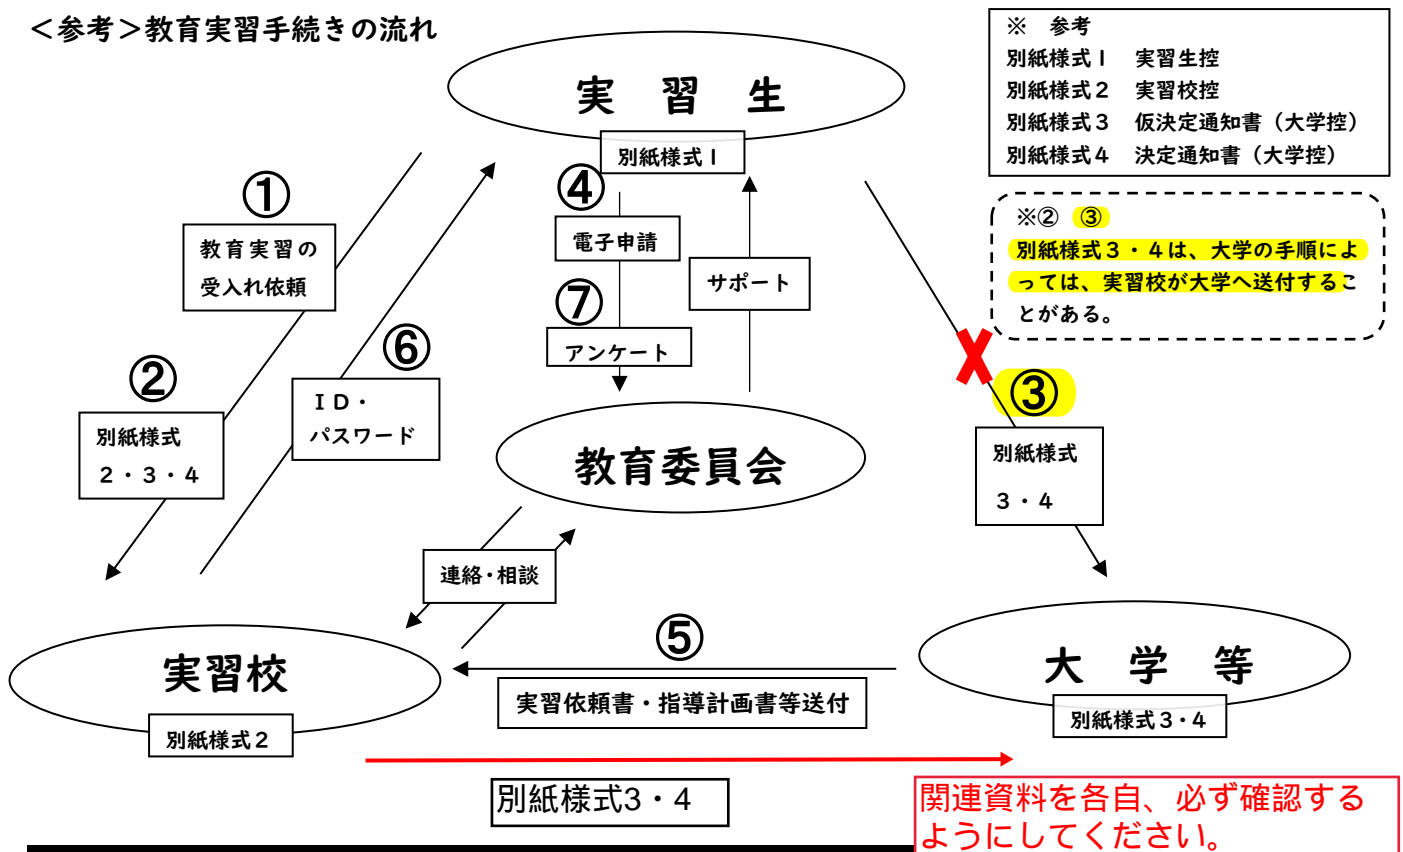 ＜参考＞教育実習手続きの流れ
※　参考
別紙様式１　実習生控
別紙様式２　実習校控
別紙様式３　仮決定通知書（大学控）
別紙様式４　決定通知書（大学控）
実　習　生
別紙様式１
①
教育実習の
受入れ依頼
④
電子申請
サポート
⑦
アンケート
※②　③
別紙様式３・４は、大学の手順によ
っては、実習校が大学へ送付するこ
とがある。
②
別紙様式
２・３・４
⑥
ＩＤ・
パスワード
③
別紙様式
３・４
教育委員会
連絡・相談
⑤
実習依頼書・指導計画書等送付
実習校
別紙様式２
大　学　等
別紙様式３・４
別紙様式3・4
関連資料を各自、必ず確認する
ようにしてください。